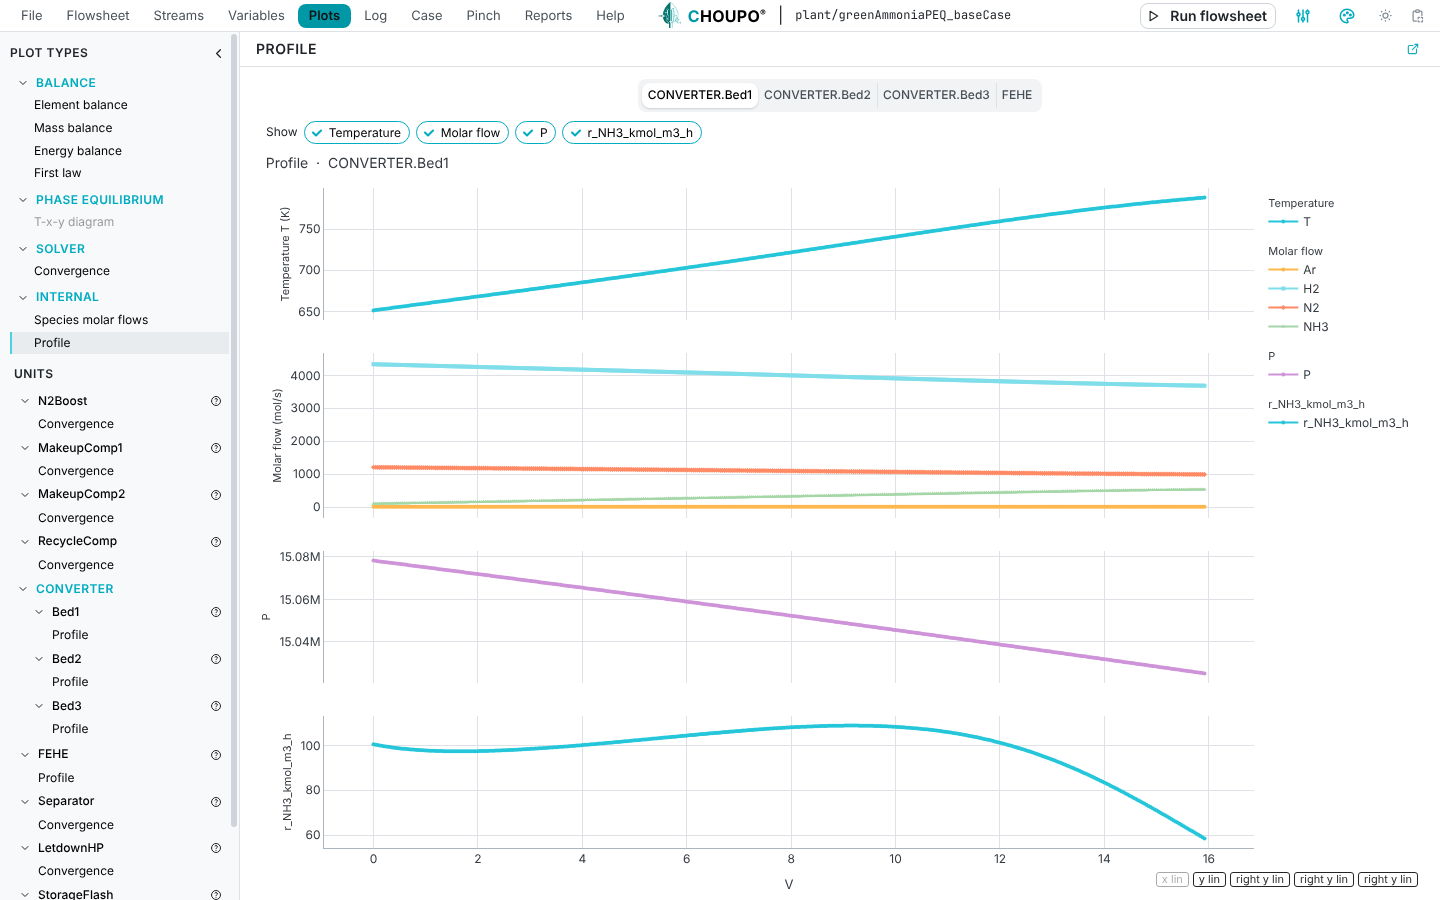 File Flowsheet Streams Variables Plots Log Case Pinch Reports Help CHOUPO® plant/greenAmmoniaPEQ_baseCase Run flowsheet
PLOT TYPES
BALANCE
Element balance
Mass balance
Energy balance
First law
PHASE EQUILIBRIUM
T-x-y diagram
SOLVER
Convergence
INTERNAL
Species molar flows
Profile
UNITS
N2Boost
Convergence
MakeupComp1
Convergence
MakeupComp2
Convergence
RecycleComp
Convergence
CONVERTER
Bed1
Profile
Bed2
Profile
Bed3
Profile
FEHE
Profile
Separator
Convergence
LetdownHP
Convergence
StorageFlash
PROFILE
CONVERTER.Bed1 CONVERTER.Bed2 CONVERTER.Bed3 FEHE
Show Temperature Molar flow P r_NH3_kmol_m3_h
Profile · CONVERTER.Bed1
Temperature T (K)
750
700
650
Molar flow (mol/s)
4000
3000
2000
1000
0
P
15.08M
15.06M
15.04M
r_NH3_kmol_m3_h
100
80
60
0 2 4 6 8 10 12 14 16
V
Temperature
T
Molar flow
Ar
H2
N2
NH3
P
P
r_NH3_kmol_m3_h
r_NH3_kmol_m3_h
x lin y lin right y lin right y lin right y lin